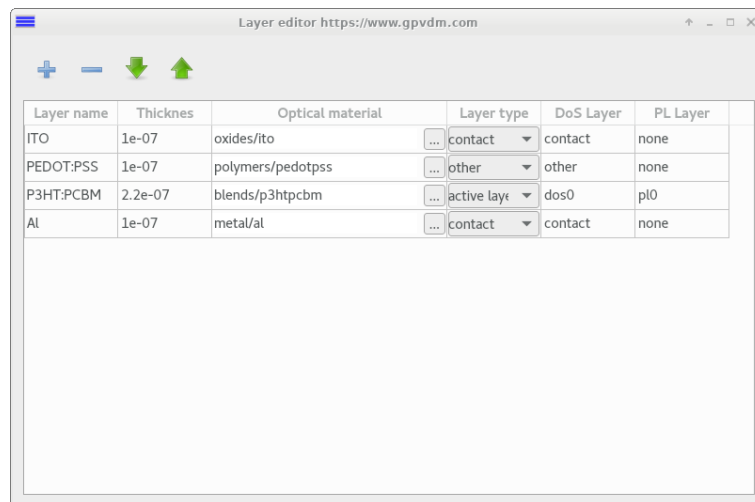 Layer editor https://www.gpvdm.com
Layer name Thicknes Optical material Layer type DoS Layer PL Layer
ITO 1e-07 oxides/ito ... contact contact none
PEDOT:PSS 1e-07 polymers/pedotpss ... other other none
P3HT:PCBM 2.2e-07 blends/p3htpcbm ... active laye dos0 pl0
Al 1e-07 metal/al ... contact contact none